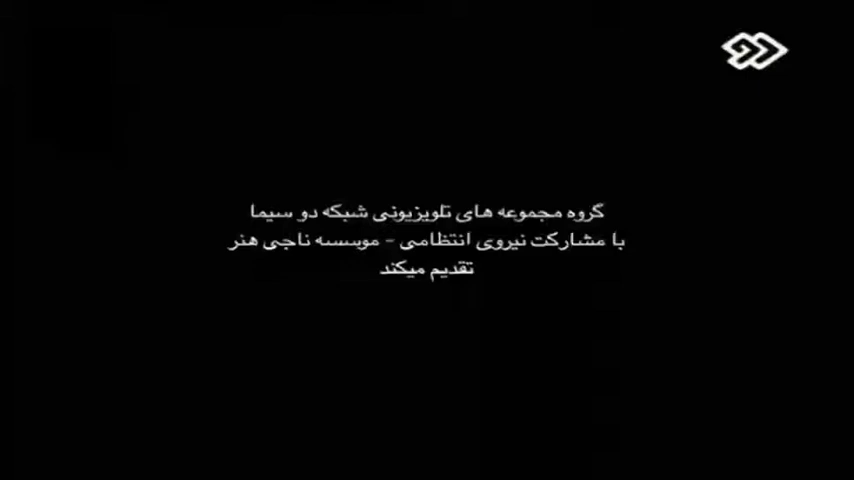 گروه مجموعه های تلویزیونی شبکه دو سیما
با مشارکت نیروی انتظامی - موسسه ناجی هنر
تقدیم میکند